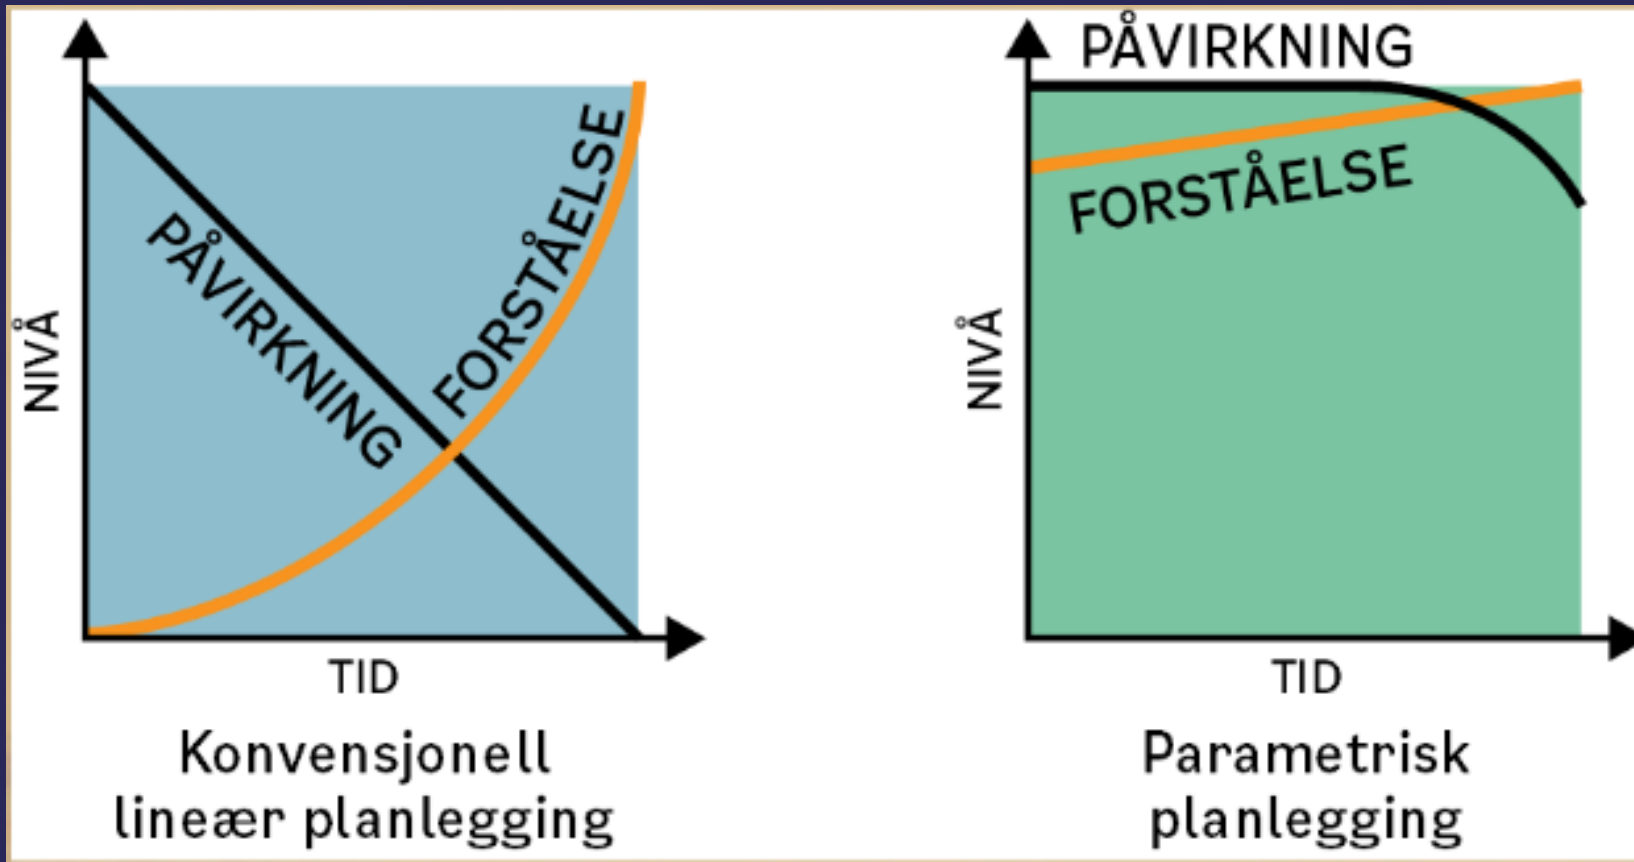 PÅVIRKNING
FORSTÅELSE
NIVÅ
TID
Konvensjonell
lineær planlegging
PÅVIRKNING
FORSTÅELSE
NIVÅ
TID
Parametrisk
planlegging